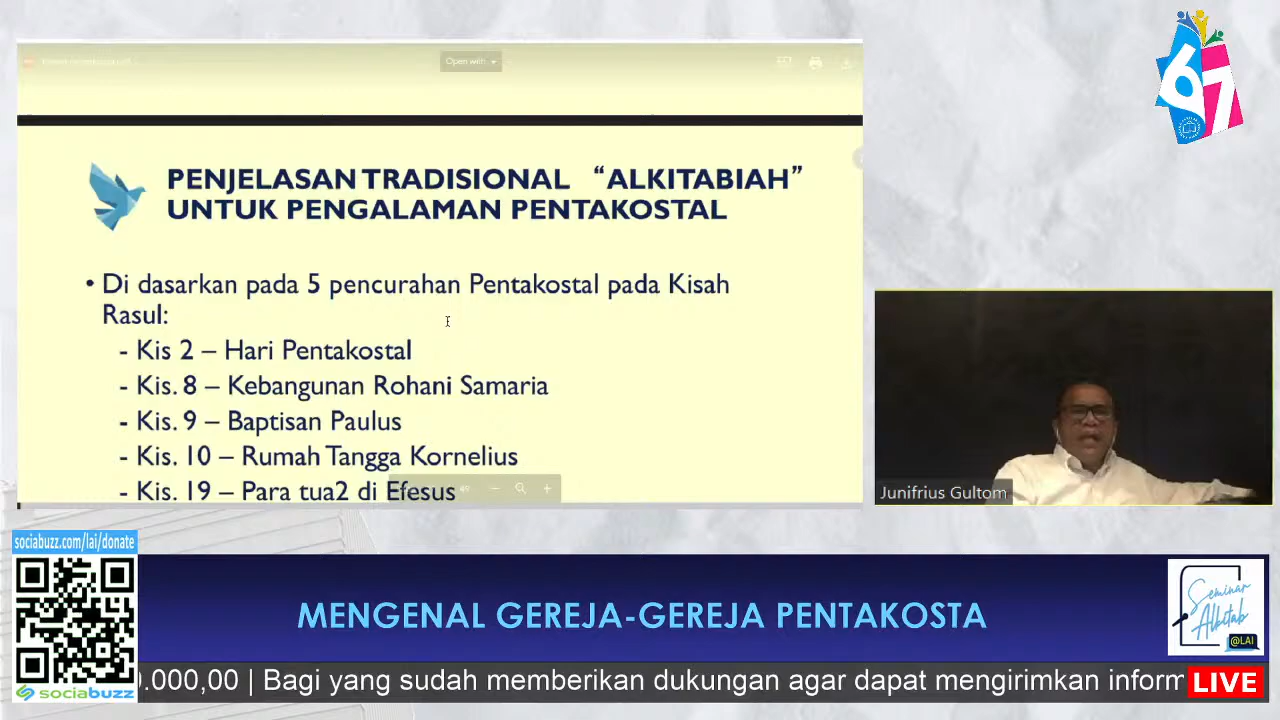 Open with
67
PENJELASAN TRADISIONAL “ALKITABIAH”
UNTUK PENGALAMAN PENTAKOSTAL
• Di dasarkan pada 5 pencurahan Pentakostal pada Kisah
Rasul:
- Kis 2 – Hari Pentakostal
- Kis. 8 – Kebangunan Rohani Samaria
- Kis. 9 – Baptisan Paulus
- Kis. 10 – Rumah Tangga Kornelius
- Kis. 19 – Para tua2 di Efesus
Junifrius Gultom
sociabuzz.com/lai/donate
MENGENAL GEREJA-GEREJA PENTAKOSTA
Seminar
Alkitab
@LAI
sociabuzz
0.000,00 | Bagi yang sudah memberikan dukungan agar dapat mengirimkan inform
LIVE